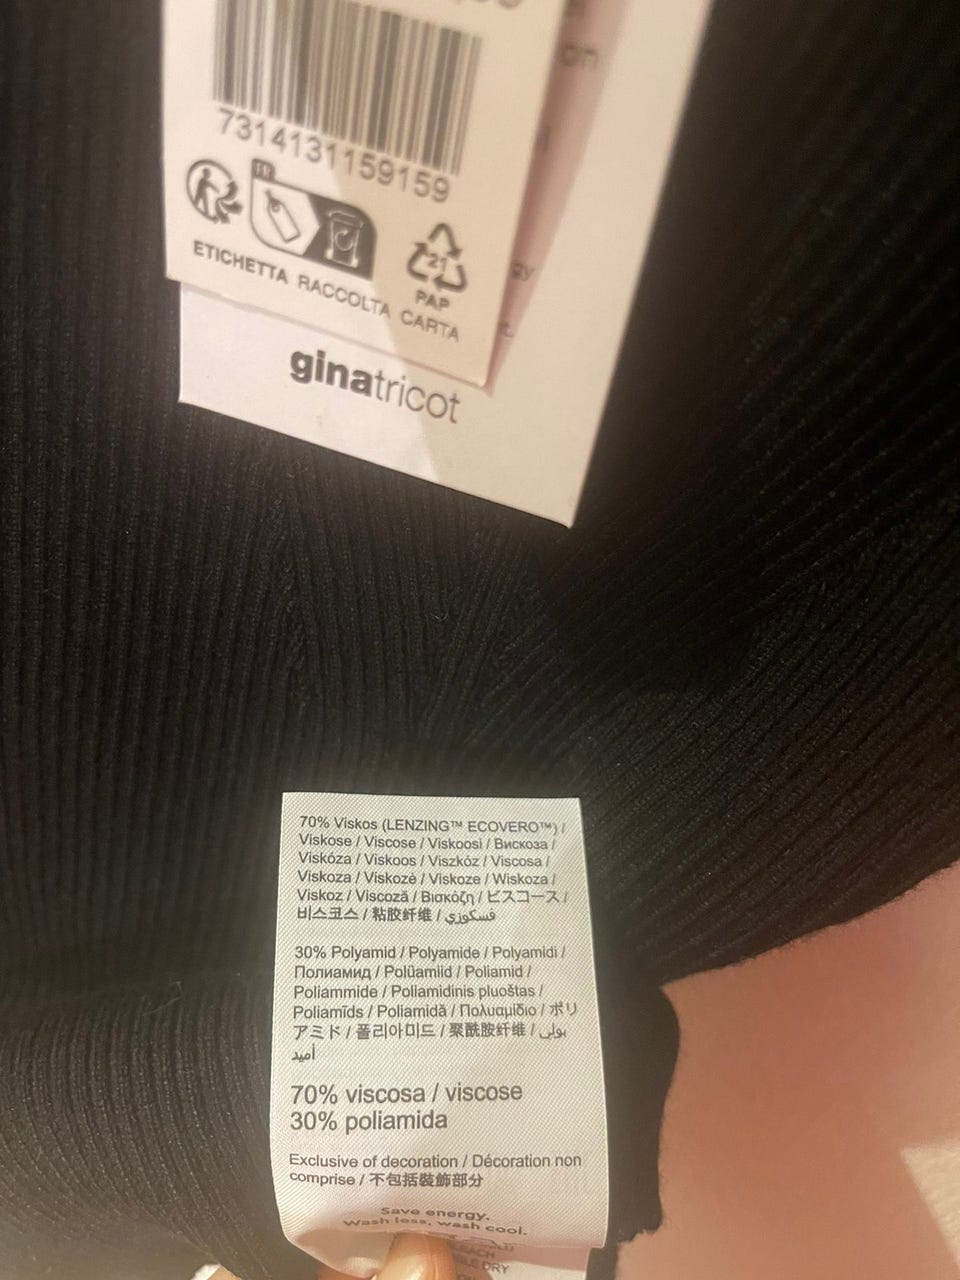 7314131159159
21
PAP
ETICHETTA RACCOLTA CARTA
ginatricot
70% Viskos (LENZING™ ECOVERO™) /
Viskose / Viscose / Viskoosi / Вискоза /
Viskóza / Viskoos / Viszkóz / Viscosa /
Viskoza / Viskozė / Viskoze / Wiskoza /
Viskoz / Viscoză / Βισκόζη / ビスコース /
비스코스 / 粘胶纤维 / فسكوزي
30% Polyamid / Polyamide / Polyamidi /
Полиамид / Polüamiid / Poliamid /
Poliammide / Poliamidinis pluoštas /
Poliamīds / Poliamidă / Πολυαμίδιο / ポリ
アミド / 폴리아미드 / 聚酰胺纤维 / بولي
أميد
70% viscosa / viscose
30% poliamida
Exclusive of decoration / Décoration non
comprise / 不包括裝飾部分
Save energy.
Wash less, wash cool.